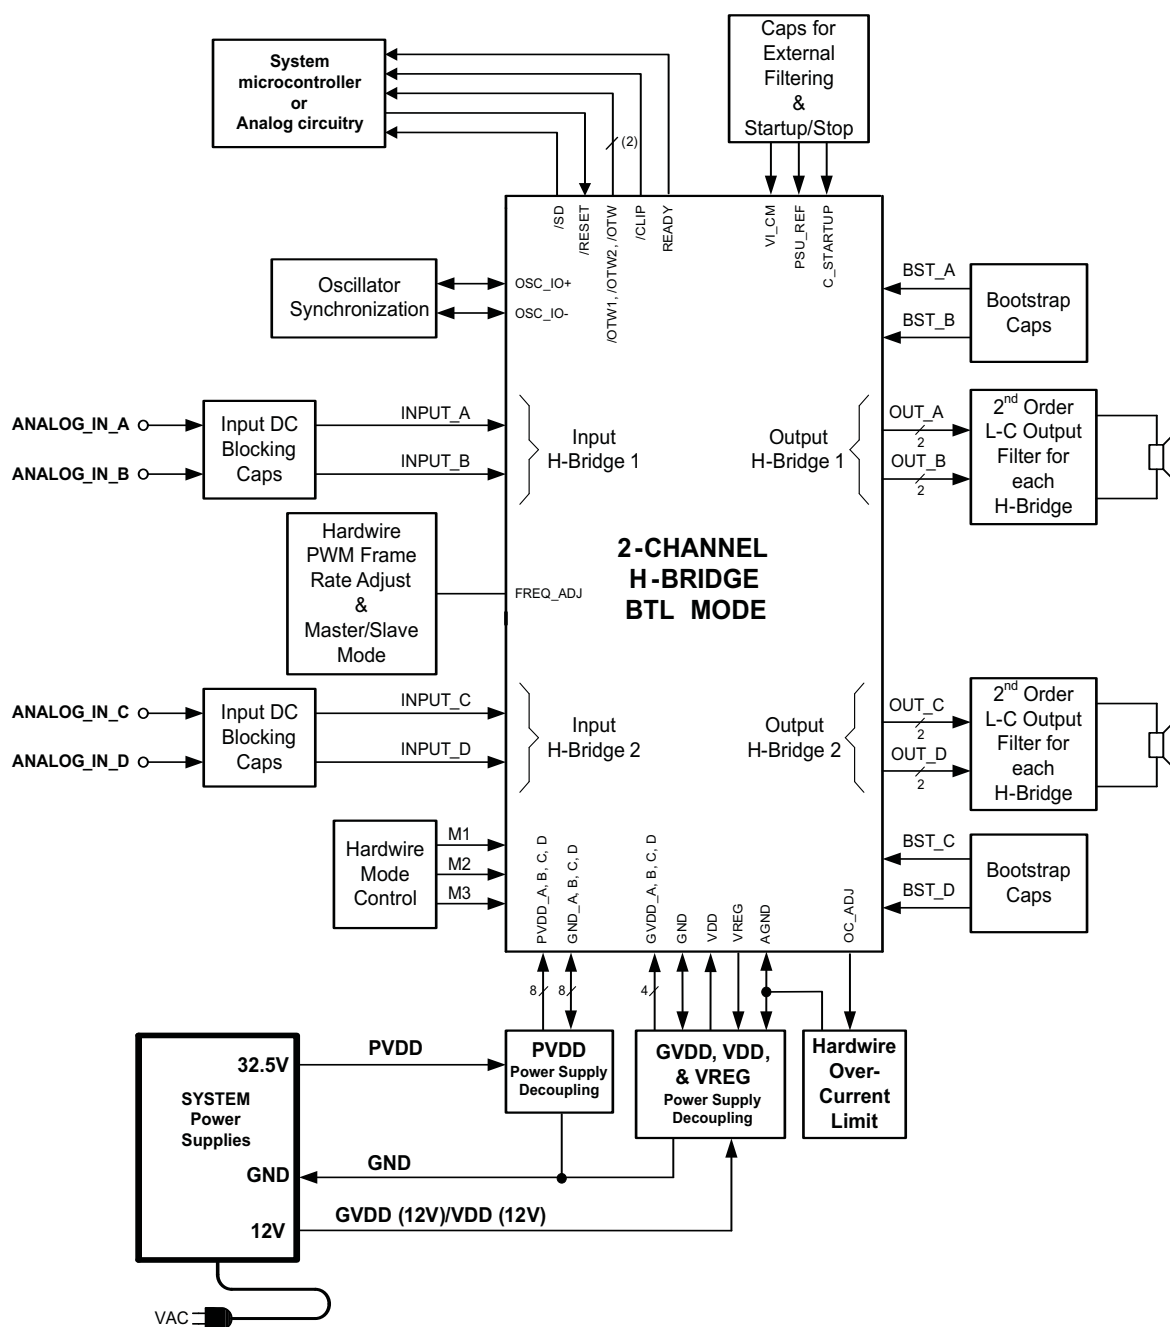 System
microcontroller
or
Analog circuitry
Caps for
External
Filtering
&
Startup/Stop
(2)
/SD
/RESET
/OTW1, /OTW2, /OTW
/CLIP
READY
VI_CM
PSU_REF
C_STARTUP
Oscillator
Synchronization
OSC_IO+
OSC_IO-
BST_A
BST_B
Bootstrap
Caps
ANALOG_IN_A
ANALOG_IN_B
Input DC
Blocking
Caps
INPUT_A
INPUT_B
Input
H-Bridge 1
Output
H-Bridge 1
OUT_A
2
OUT_B
2
2nd Order
L-C Output
Filter for
each
H-Bridge
Hardwire
PWM Frame
Rate Adjust
&
Master/Slave
Mode
FREQ_ADJ
2-CHANNEL
H-BRIDGE
BTL MODE
ANALOG_IN_C
ANALOG_IN_D
Input DC
Blocking
Caps
INPUT_C
INPUT_D
Input
H-Bridge 2
Output
H-Bridge 2
OUT_C
2
OUT_D
2
2nd Order
L-C Output
Filter for
each
H-Bridge
Hardwire
Mode
Control
M1
M2
M3
PVDD_A, B, C, D
GND_A, B, C, D
GVDD_A, B, C, D
GND
VDD
VREG
AGND
OC_ADJ
BST_C
BST_D
Bootstrap
Caps
8
8
4
SYSTEM
Power
Supplies
32.5V
GND
12V
PVDD
PVDD
Power Supply
Decoupling
GVDD, VDD,
& VREG
Power Supply
Decoupling
Hardwire
Over-
Current
Limit
GND
GVDD (12V)/VDD (12V)
VAC